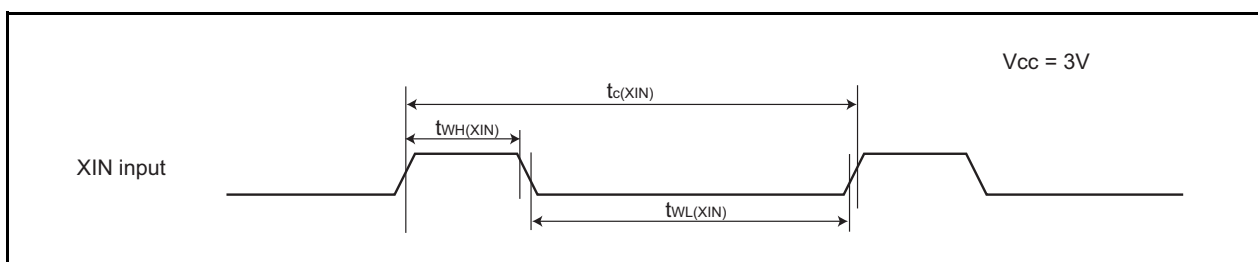 Vcc = 3V
tc(XIN)
tWH(XIN)
XIN input
tWL(XIN)